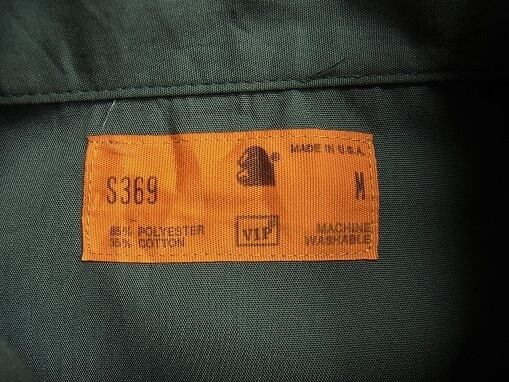 MADE IN U.S.A.
®
S369
M
65% POLYESTER
35% COTTON
VIP
MACHINE
WASHABLE